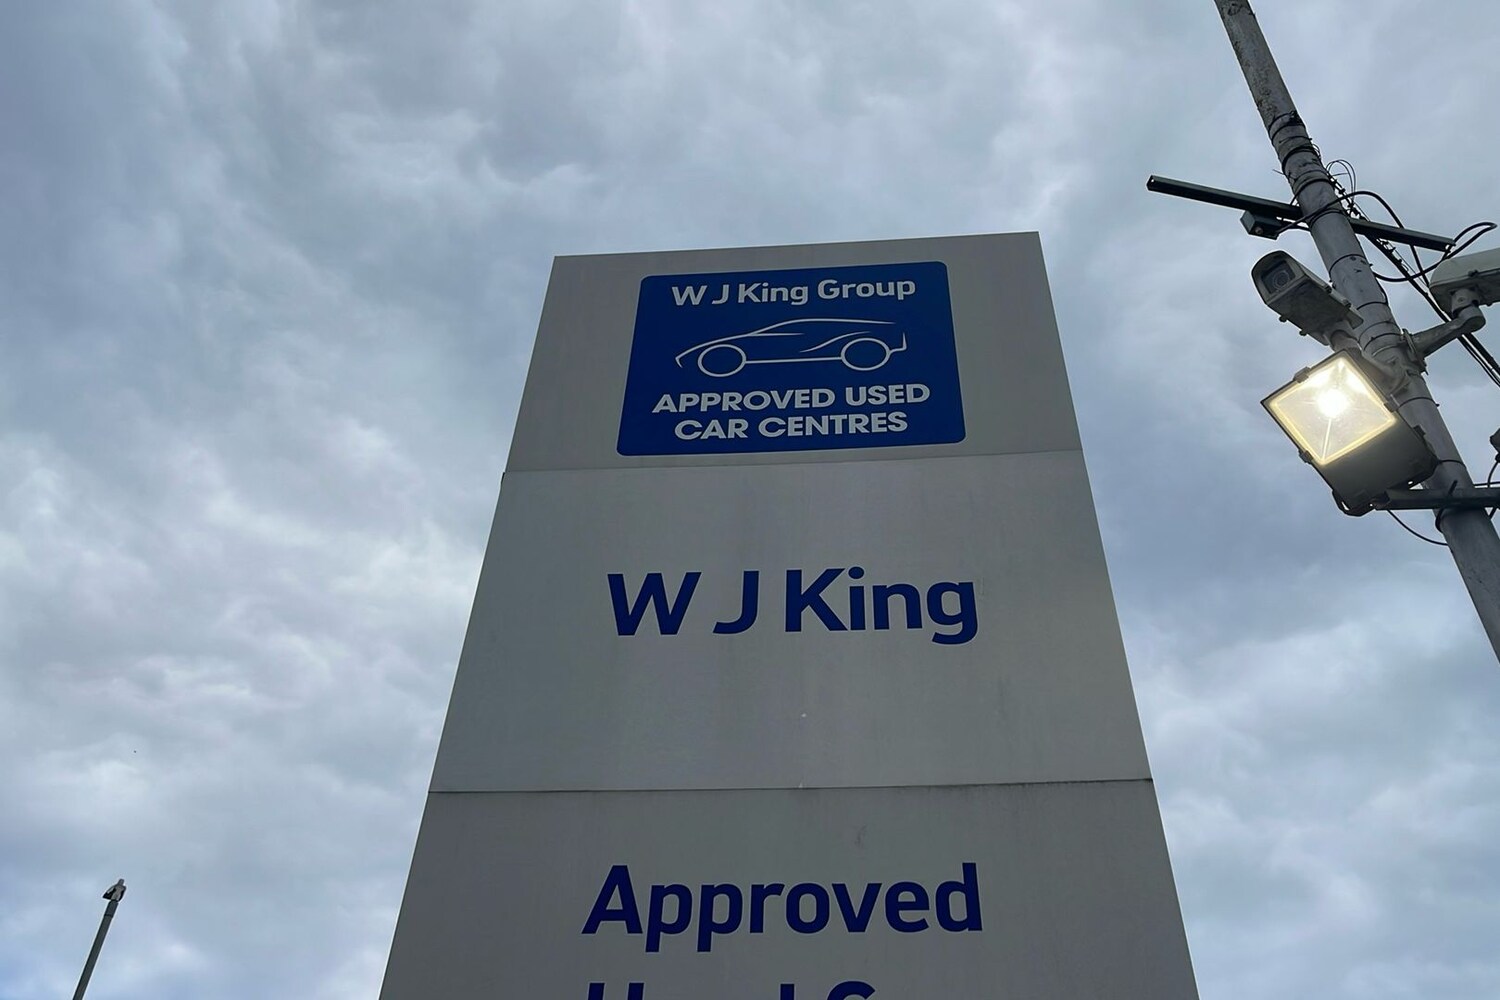 W J King Group
APPROVED USED
CAR CENTRES
W J King
Approved